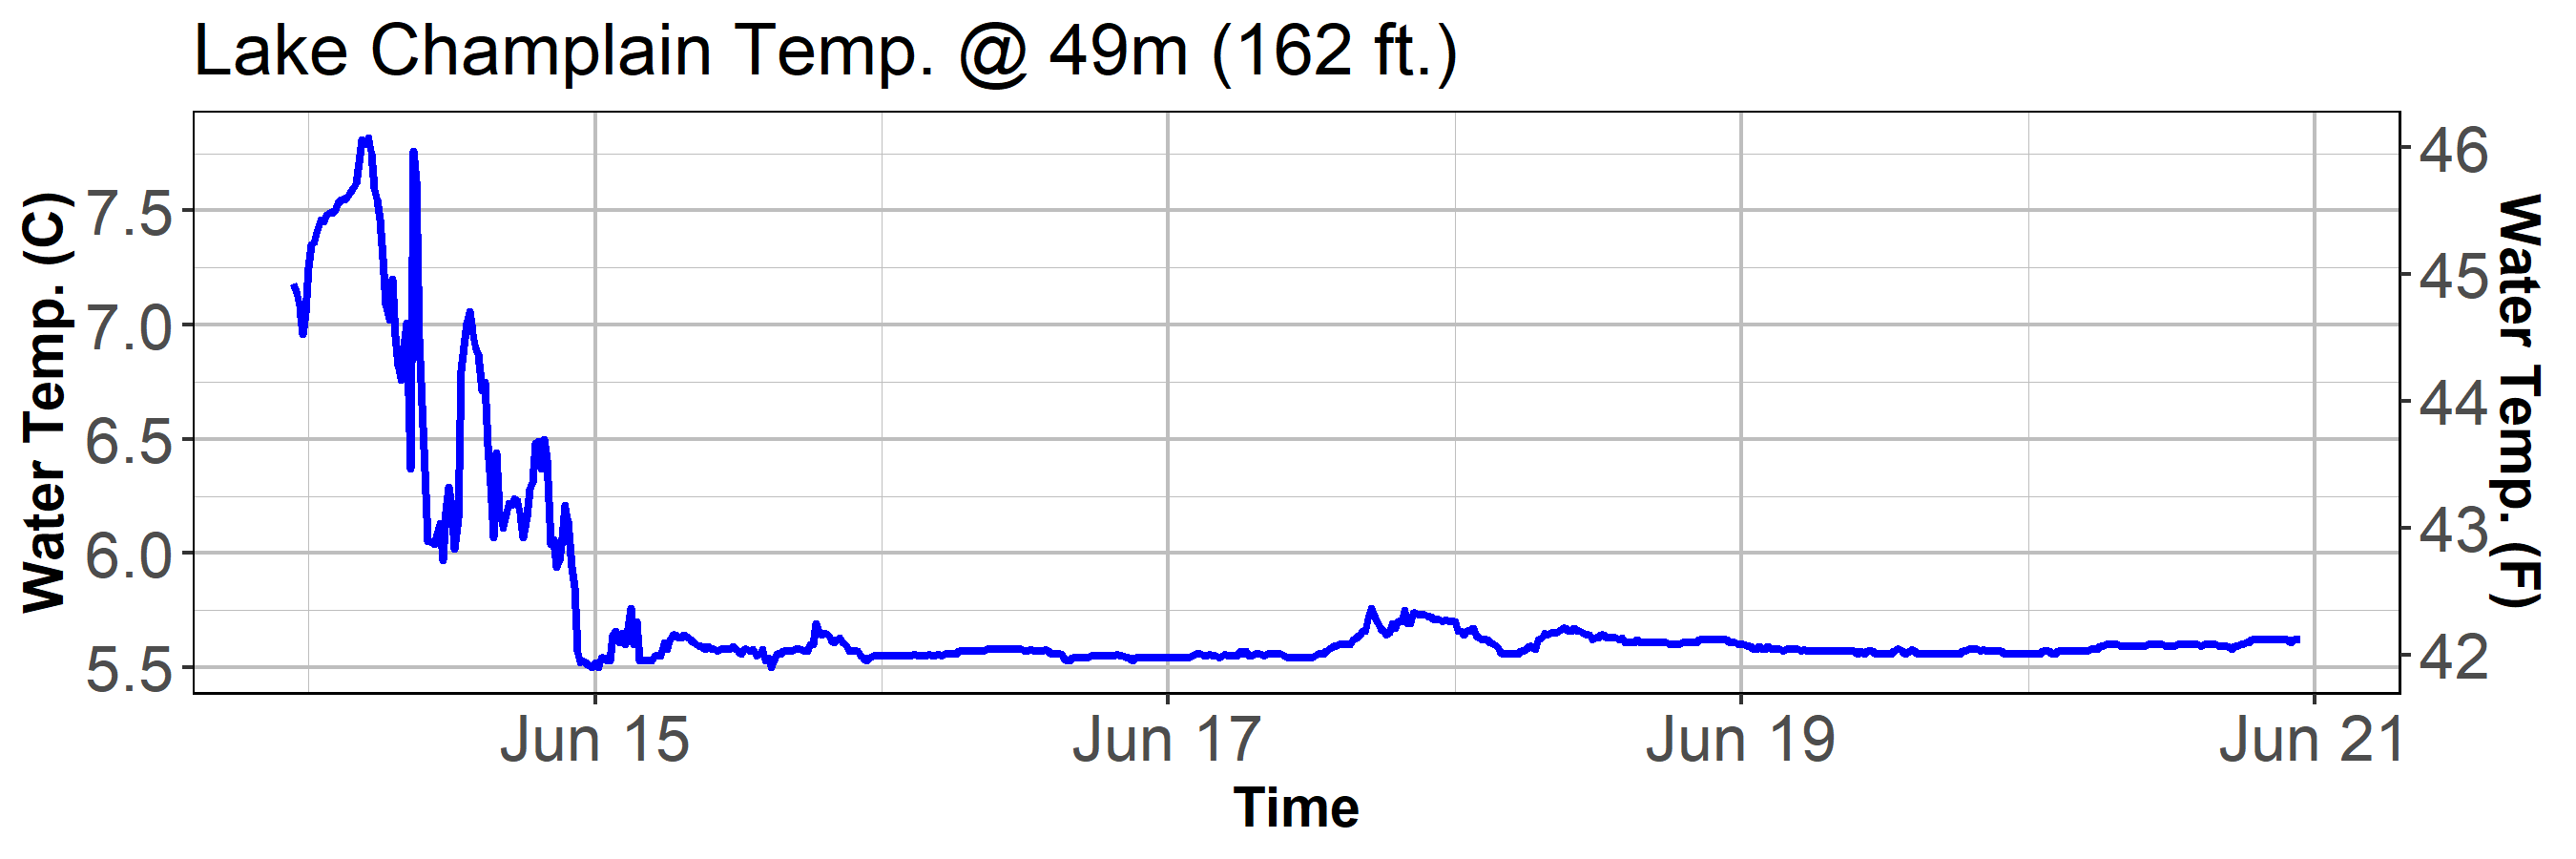 Lake Champlain Temp. @ 49m (162 ft.)
Water Temp. (C)
7.5
7.0
6.5
6.0
5.5
46
45
44
43
42
Water Temp. (F)
Jun 15
Jun 17
Jun 19
Jun 21
Time